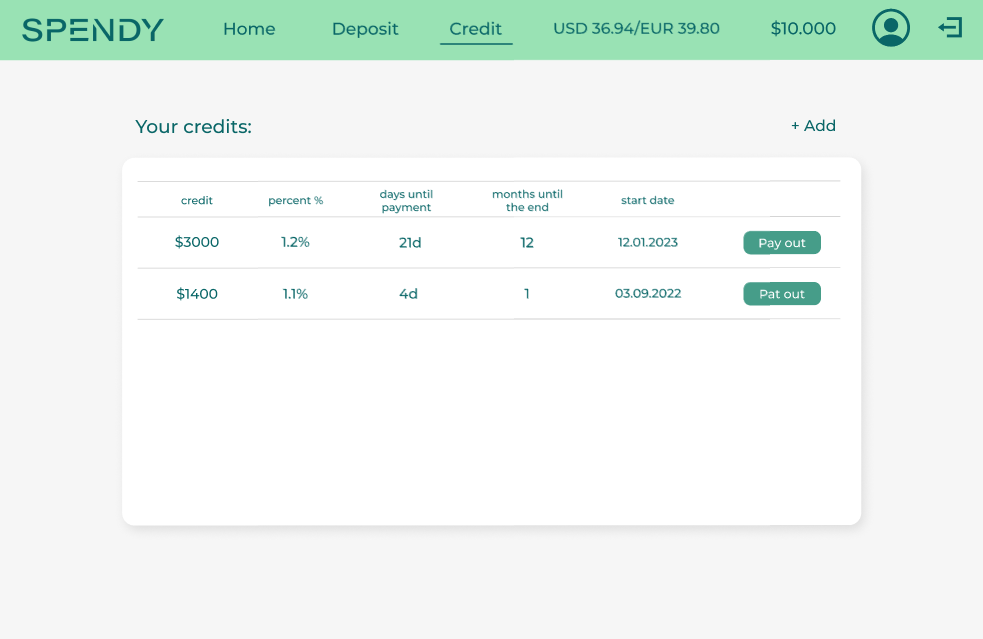 SPENDY Home Deposit Credit USD 36.94/EUR 39.80 $10.000
Your credits: + Add
credit percent % days until payment months until the end start date
$3000 1.2% 21d 12 12.01.2023 Pay out
$1400 1.1% 4d 1 03.09.2022 Pat out